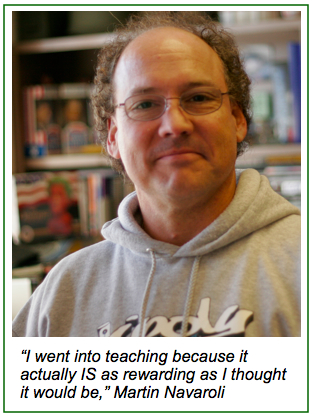 “I went into teaching because it
actually IS as rewarding as I thought
it would be,” Martin Navaroli